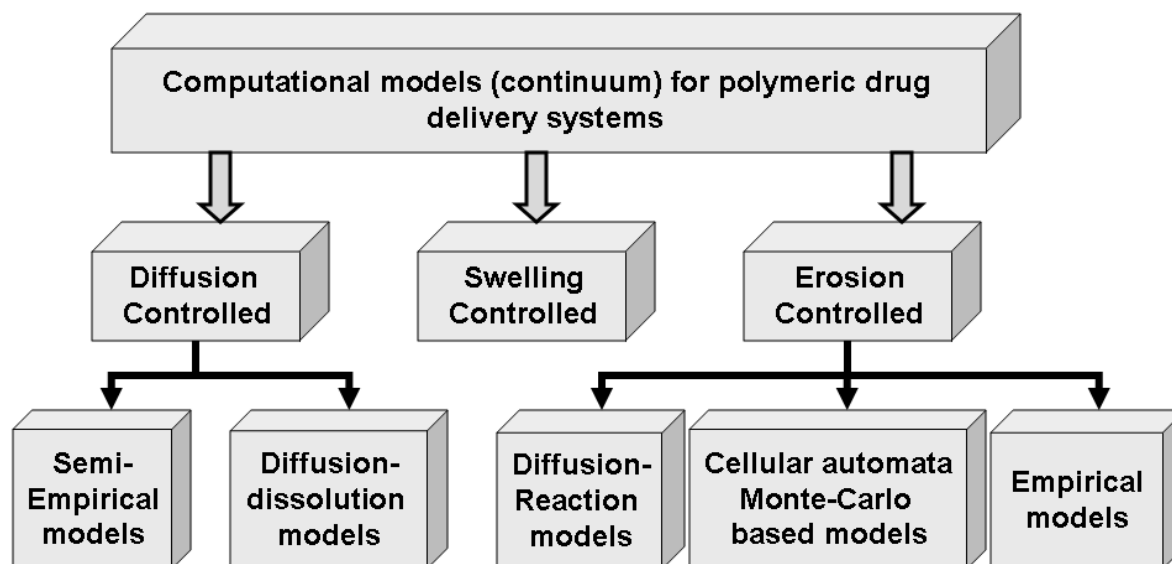 Computational models (continuum) for polymeric drug
delivery systems
Diffusion
Controlled
Swelling
Controlled
Erosion
Controlled
Semi-
Empirical
models
Diffusion-
dissolution
models
Diffusion-
Reaction
models
Cellular automata
Monte-Carlo
based models
Empirical
models